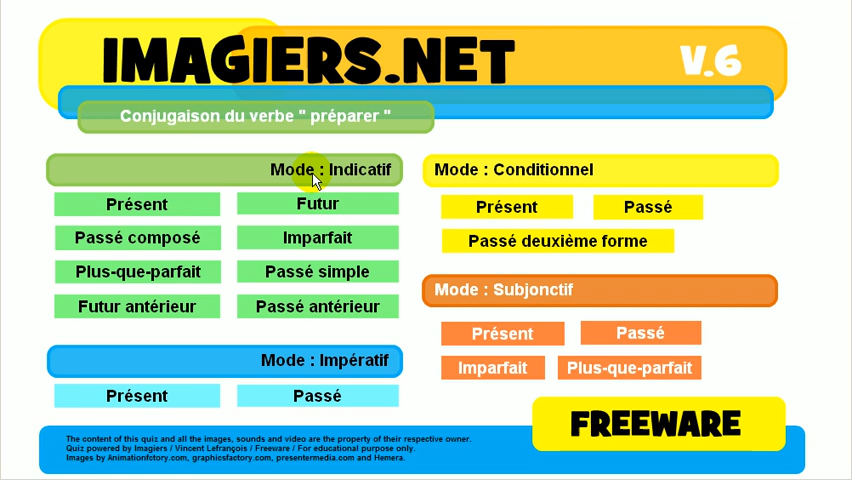 IMAGIERS.NET
V.6
Conjugaison du verbe " préparer "
Mode : Indicatif
Présent
Futur
Passé composé
Imparfait
Plus-que-parfait
Passé simple
Futur antérieur
Passé antérieur
Mode : Impératif
Présent
Passé
Mode : Conditionnel
Présent
Passé
Passé deuxième forme
Mode : Subjonctif
Présent
Passé
Imparfait
Plus-que-parfait
FREEWARE
The content of this quiz and all the images, sounds and video are the property of their respective owner.
Quiz powered by Imagiers / Vincent Lefrançois / Freeware / For educational purpose only.
Images by Animationfctory.com, graphicsfactory.com, presentermedia.com and Hemera.